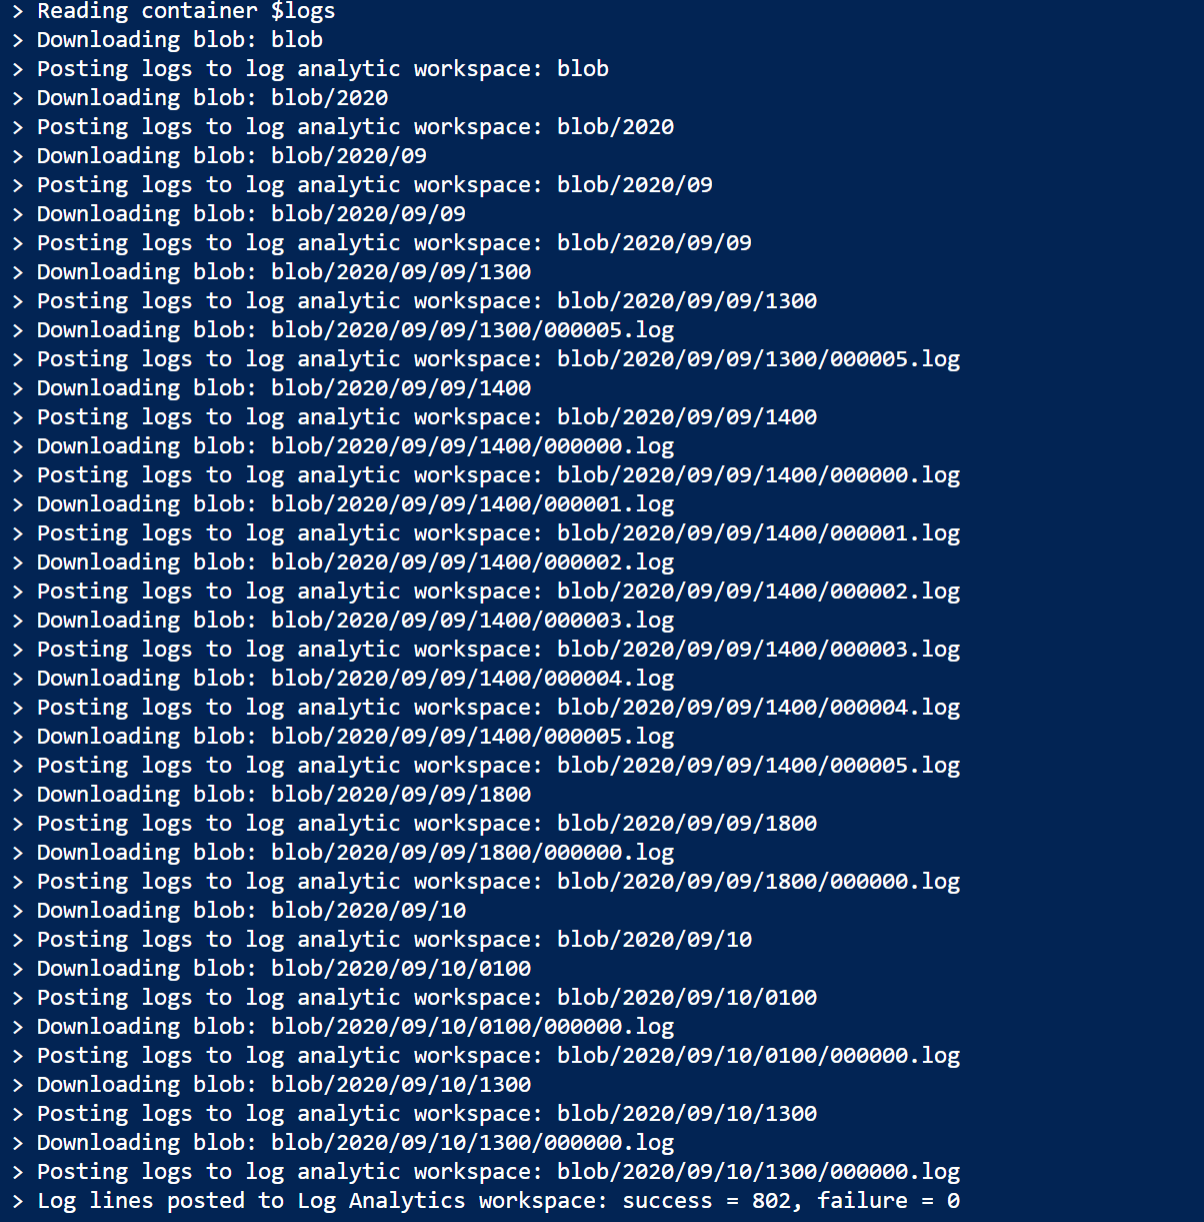 > Reading container $logs
> Downloading blob: blob
> Posting logs to log analytic workspace: blob
> Downloading blob: blob/2020
> Posting logs to log analytic workspace: blob/2020
> Downloading blob: blob/2020/09
> Posting logs to log analytic workspace: blob/2020/09
> Downloading blob: blob/2020/09/09
> Posting logs to log analytic workspace: blob/2020/09/09
> Downloading blob: blob/2020/09/09/1300
> Posting logs to log analytic workspace: blob/2020/09/09/1300
> Downloading blob: blob/2020/09/09/1300/000005.log
> Posting logs to log analytic workspace: blob/2020/09/09/1300/000005.log
> Downloading blob: blob/2020/09/09/1400
> Posting logs to log analytic workspace: blob/2020/09/09/1400
> Downloading blob: blob/2020/09/09/1400/000000.log
> Posting logs to log analytic workspace: blob/2020/09/09/1400/000000.log
> Downloading blob: blob/2020/09/09/1400/000001.log
> Posting logs to log analytic workspace: blob/2020/09/09/1400/000001.log
> Downloading blob: blob/2020/09/09/1400/000002.log
> Posting logs to log analytic workspace: blob/2020/09/09/1400/000002.log
> Downloading blob: blob/2020/09/09/1400/000003.log
> Posting logs to log analytic workspace: blob/2020/09/09/1400/000003.log
> Downloading blob: blob/2020/09/09/1400/000004.log
> Posting logs to log analytic workspace: blob/2020/09/09/1400/000004.log
> Downloading blob: blob/2020/09/09/1400/000005.log
> Posting logs to log analytic workspace: blob/2020/09/09/1400/000005.log
> Downloading blob: blob/2020/09/09/1800
> Posting logs to log analytic workspace: blob/2020/09/09/1800
> Downloading blob: blob/2020/09/09/1800/000000.log
> Posting logs to log analytic workspace: blob/2020/09/09/1800/000000.log
> Downloading blob: blob/2020/09/10
> Posting logs to log analytic workspace: blob/2020/09/10
> Downloading blob: blob/2020/09/10/0100
> Posting logs to log analytic workspace: blob/2020/09/10/0100
> Downloading blob: blob/2020/09/10/0100/000000.log
> Posting logs to log analytic workspace: blob/2020/09/10/0100/000000.log
> Downloading blob: blob/2020/09/10/1300
> Posting logs to log analytic workspace: blob/2020/09/10/1300
> Downloading blob: blob/2020/09/10/1300/000000.log
> Posting logs to log analytic workspace: blob/2020/09/10/1300/000000.log
> Log lines posted to Log Analytics workspace: success = 802, failure = 0